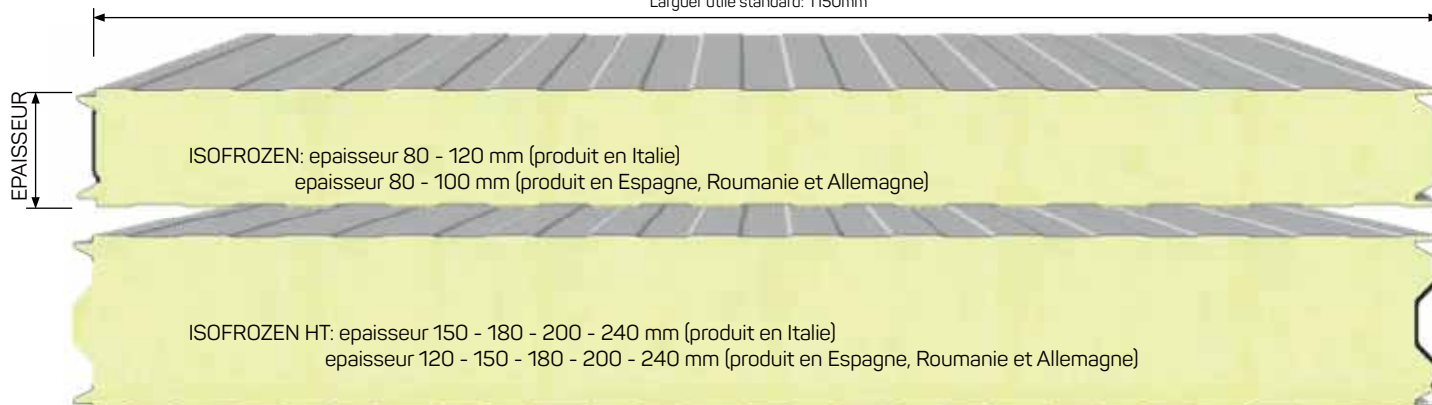 Larguer utile standard: 1150mm
EPAISSEUR
ISOFROZEN: epaisseur 80 - 120 mm (produit en Italie)
epaisseur 80 - 100 mm (produit en Espagne, Roumanie et Allemagne)
ISOFROZEN HT: epaisseur 150 - 180 - 200 - 240 mm (produit en Italie)
epaisseur 120 - 150 - 180 - 200 - 240 mm (produit en Espagne, Roumanie et Allemagne)